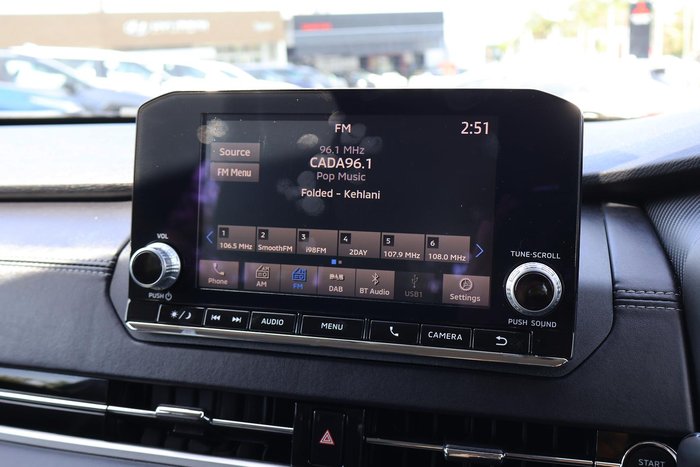 FM
2:51
Source
FM Menu
96.1 MHz
CADA96.1
Pop Music
Folded - Kehlani
1
106.5 MHz
2
SmoothFM
3
i98FM
4
2DAY
5
107.9 MHz
6
108.0 MHz
Phone
AM
FM
DAB
BT Audio
USB1
Settings
VOL
PUSH
TUNE·SCROLL
PUSH SOUND
AUDIO
MENU
CAMERA
START